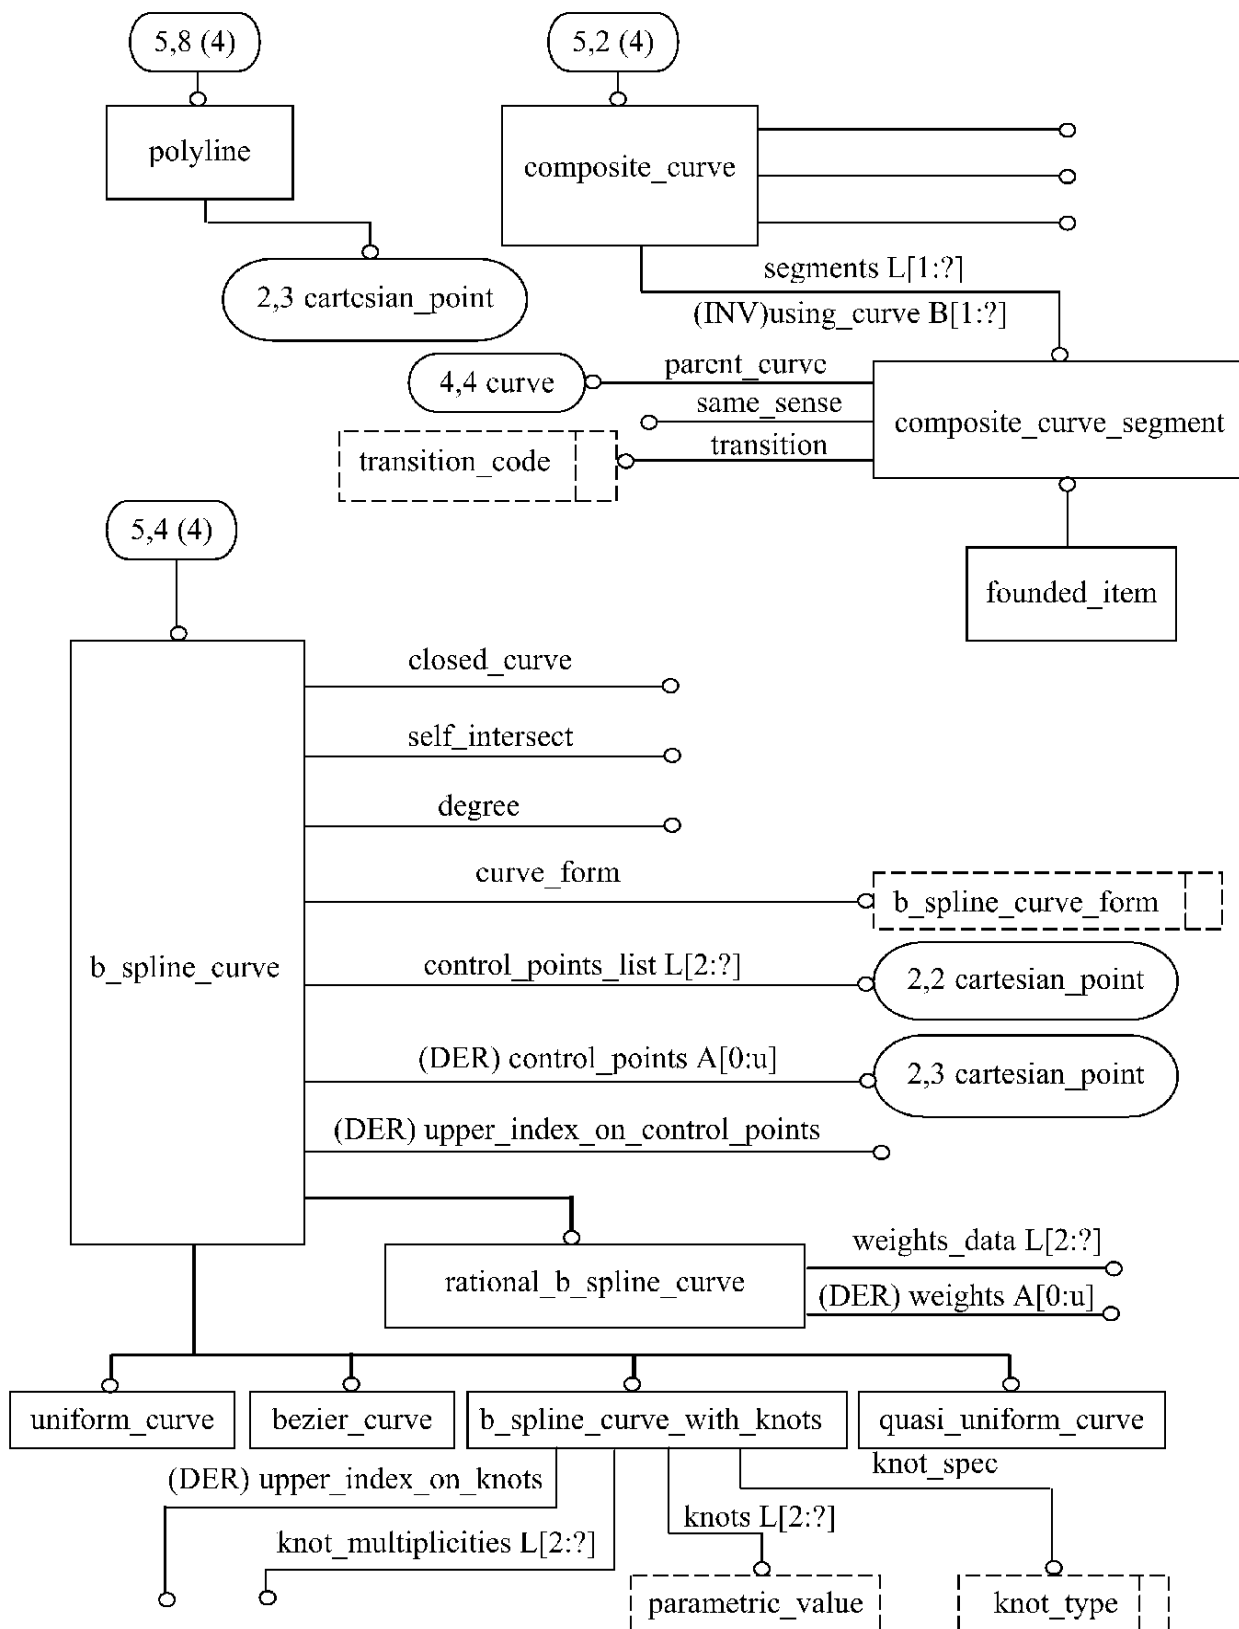 5,8 (4)
5,2 (4)
polyline
composite_curve
2,3 cartesian_point
segments L[1:?]
(INV)using_curve B[1:?]
4,4 curve
parent_curve
same_sense
transition
transition_code
composite_curve_segment
founded_item
5,4 (4)
b_spline_curve
closed_curve
self_intersect
degree
curve_form
b_spline_curve_form
control_points_list L[2:?]
2,2 cartesian_point
(DER) control_points A[0:u]
2,3 cartesian_point
(DER) upper_index_on_control_points
rational_b_spline_curve
weights_data L[2:?]
(DER) weights A[0:u]
uniform_curve
bezier_curve
b_spline_curve_with_knots
quasi_uniform_curve
(DER) upper_index_on_knots
knot_spec
knot_multiplicities L[2:?]
knots L[2:?]
parametric_value
knot_type